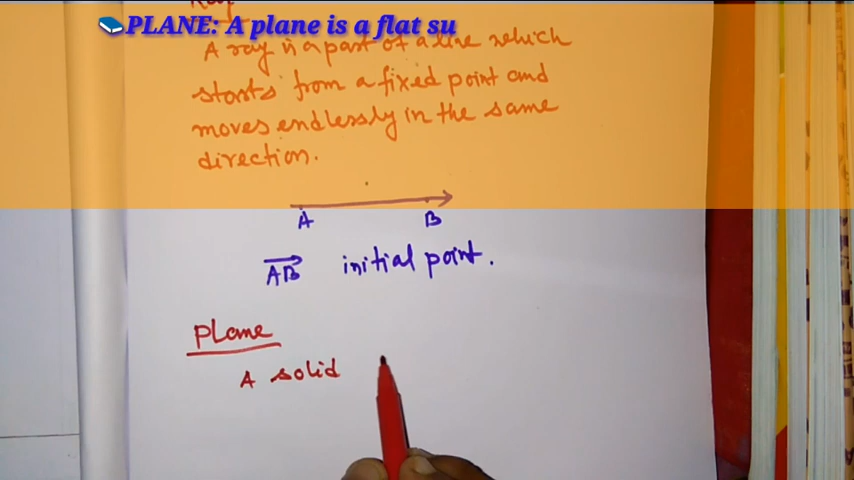 📚PLANE: A plane is a flat su
Ray
A ray is a part of a line which
starts from a fixed point and
moves endlessly in the same
direction.
A B
AB initial point.
Plane
A solid